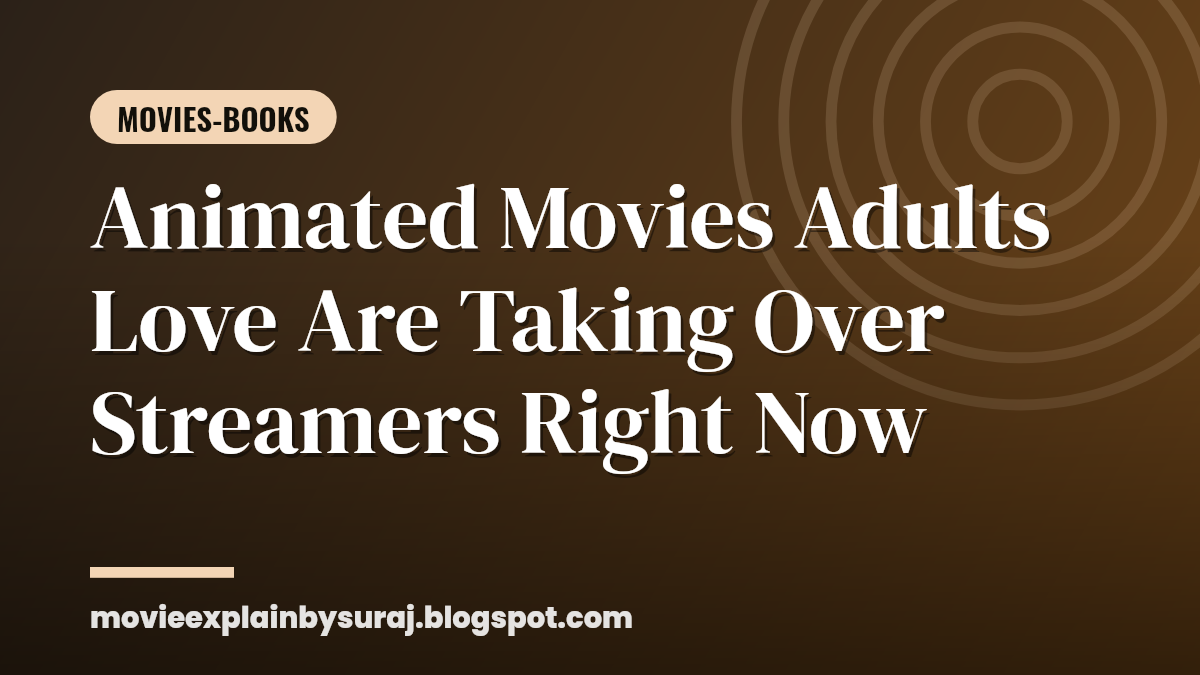 MOVIES-BOOKS
Animated Movies Adults
Love Are Taking Over
Streamers Right Now
movieexplainbysuraj.blogspot.com